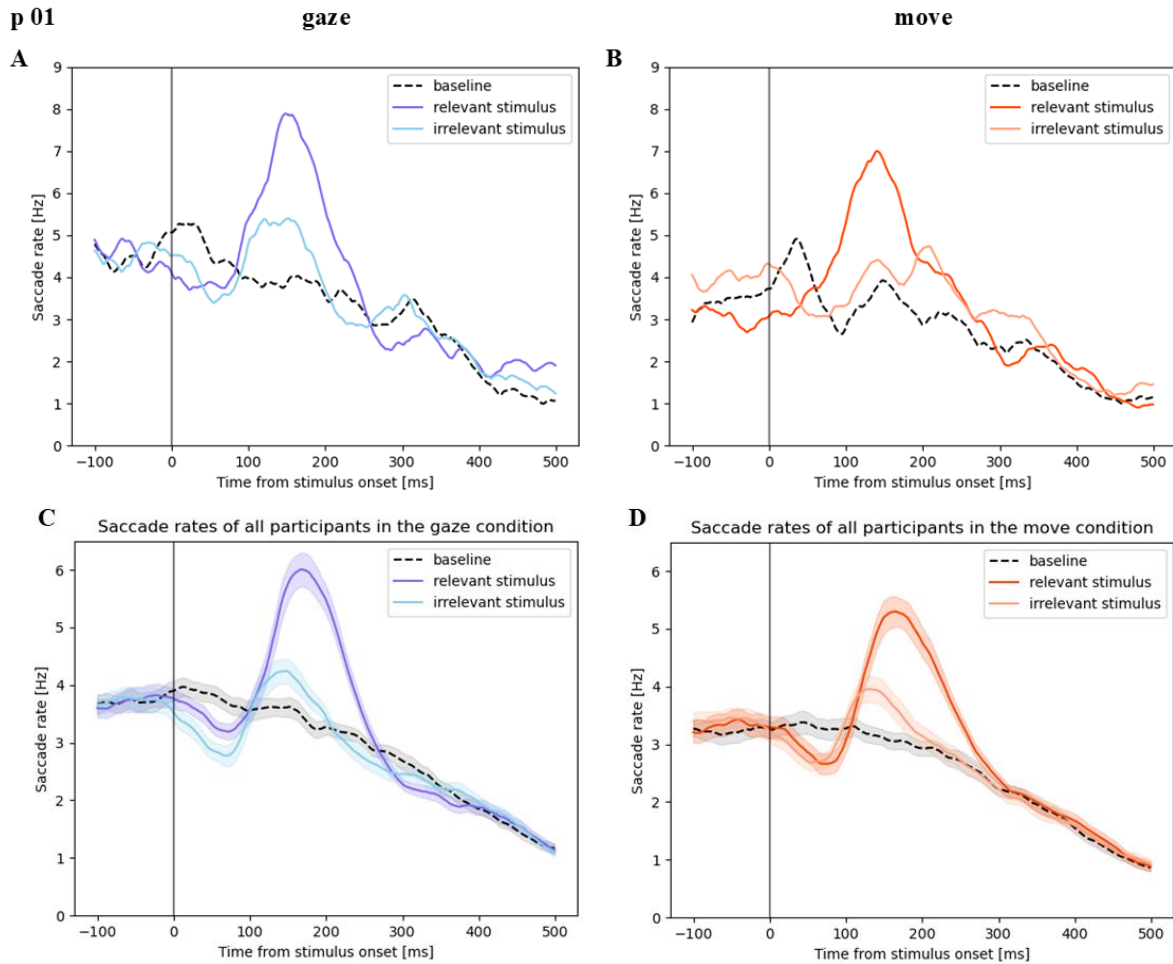 p 01
gaze
move
A
9
8
7
6
5
4
3
2
1
0
Saccade rate [Hz]
baseline
relevant stimulus
irrelevant stimulus
−100 0 100 200 300 400 500
Time from stimulus onset [ms]
B
9
8
7
6
5
4
3
2
1
0
Saccade rate [Hz]
baseline
relevant stimulus
irrelevant stimulus
−100 0 100 200 300 400 500
Time from stimulus onset [ms]
C
Saccade rates of all participants in the gaze condition
6
5
4
3
2
1
0
Saccade rate [Hz]
baseline
relevant stimulus
irrelevant stimulus
−100 0 100 200 300 400 500
Time from stimulus onset [ms]
D
Saccade rates of all participants in the move condition
6
5
4
3
2
1
0
Saccade rate [Hz]
baseline
relevant stimulus
irrelevant stimulus
−100 0 100 200 300 400 500
Time from stimulus onset [ms]